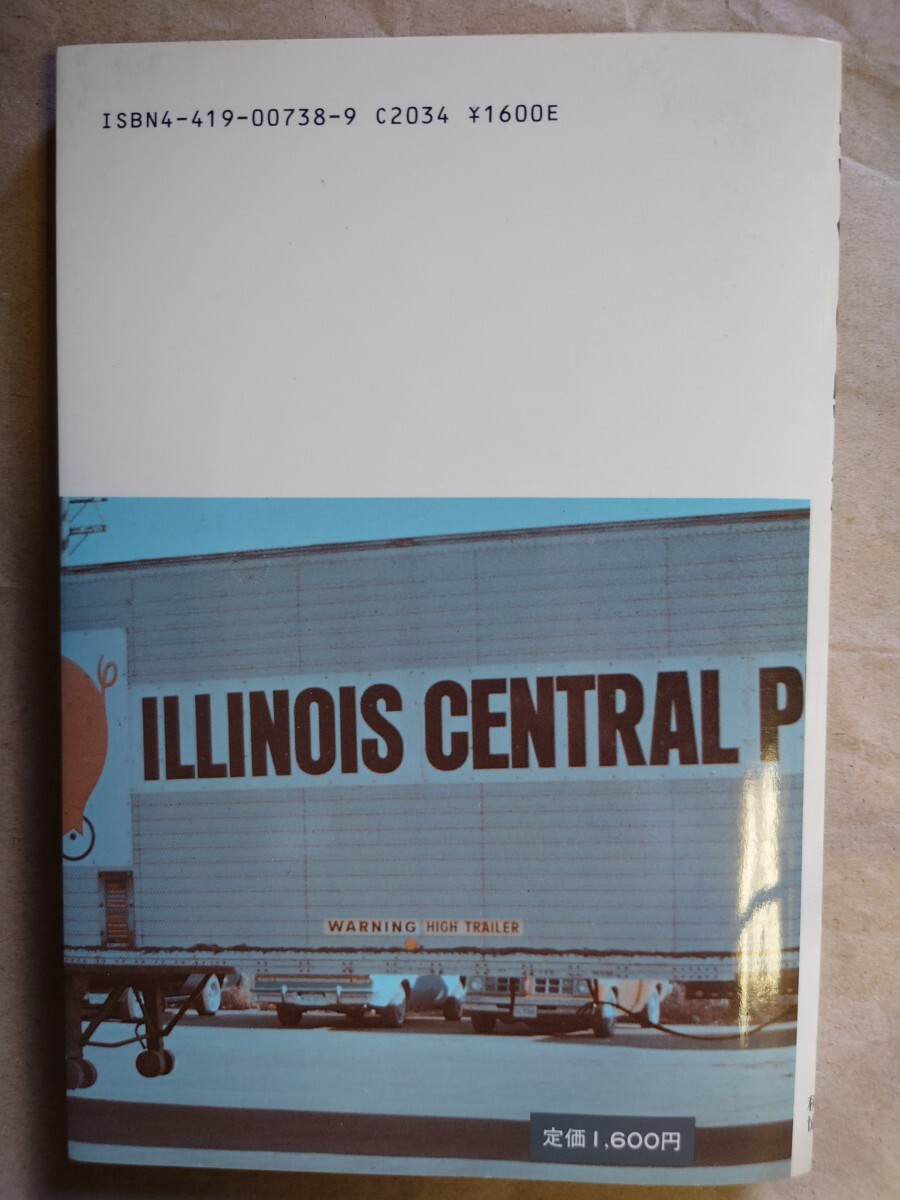 ISBN4-419-00738-9 C2034 ¥1600E
ILLINOIS CENTRAL P
WARNING HIGH TRAILER
定価1,600円